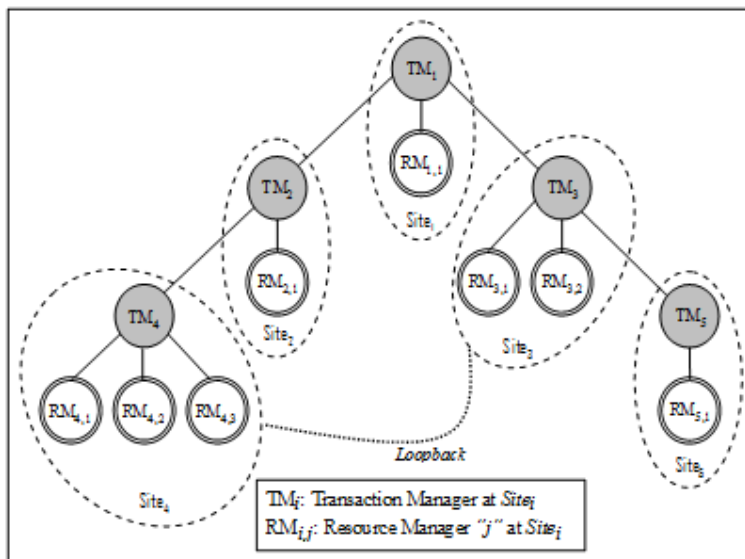 TM₁
RM₁,₁
Site₁
TM₂
TM₃
RM₂,₁
Site₂
RM₃,₁ RM₃,₂
Site₃
TM₄
TM₅
RM₄,₁ RM₄,₂ RM₄,₃
RM₅,₁
Site₄
Site₅
Loopback
TMi: Transaction Manager at Sitei
RMi,j: Resource Manager "j" at Sitei